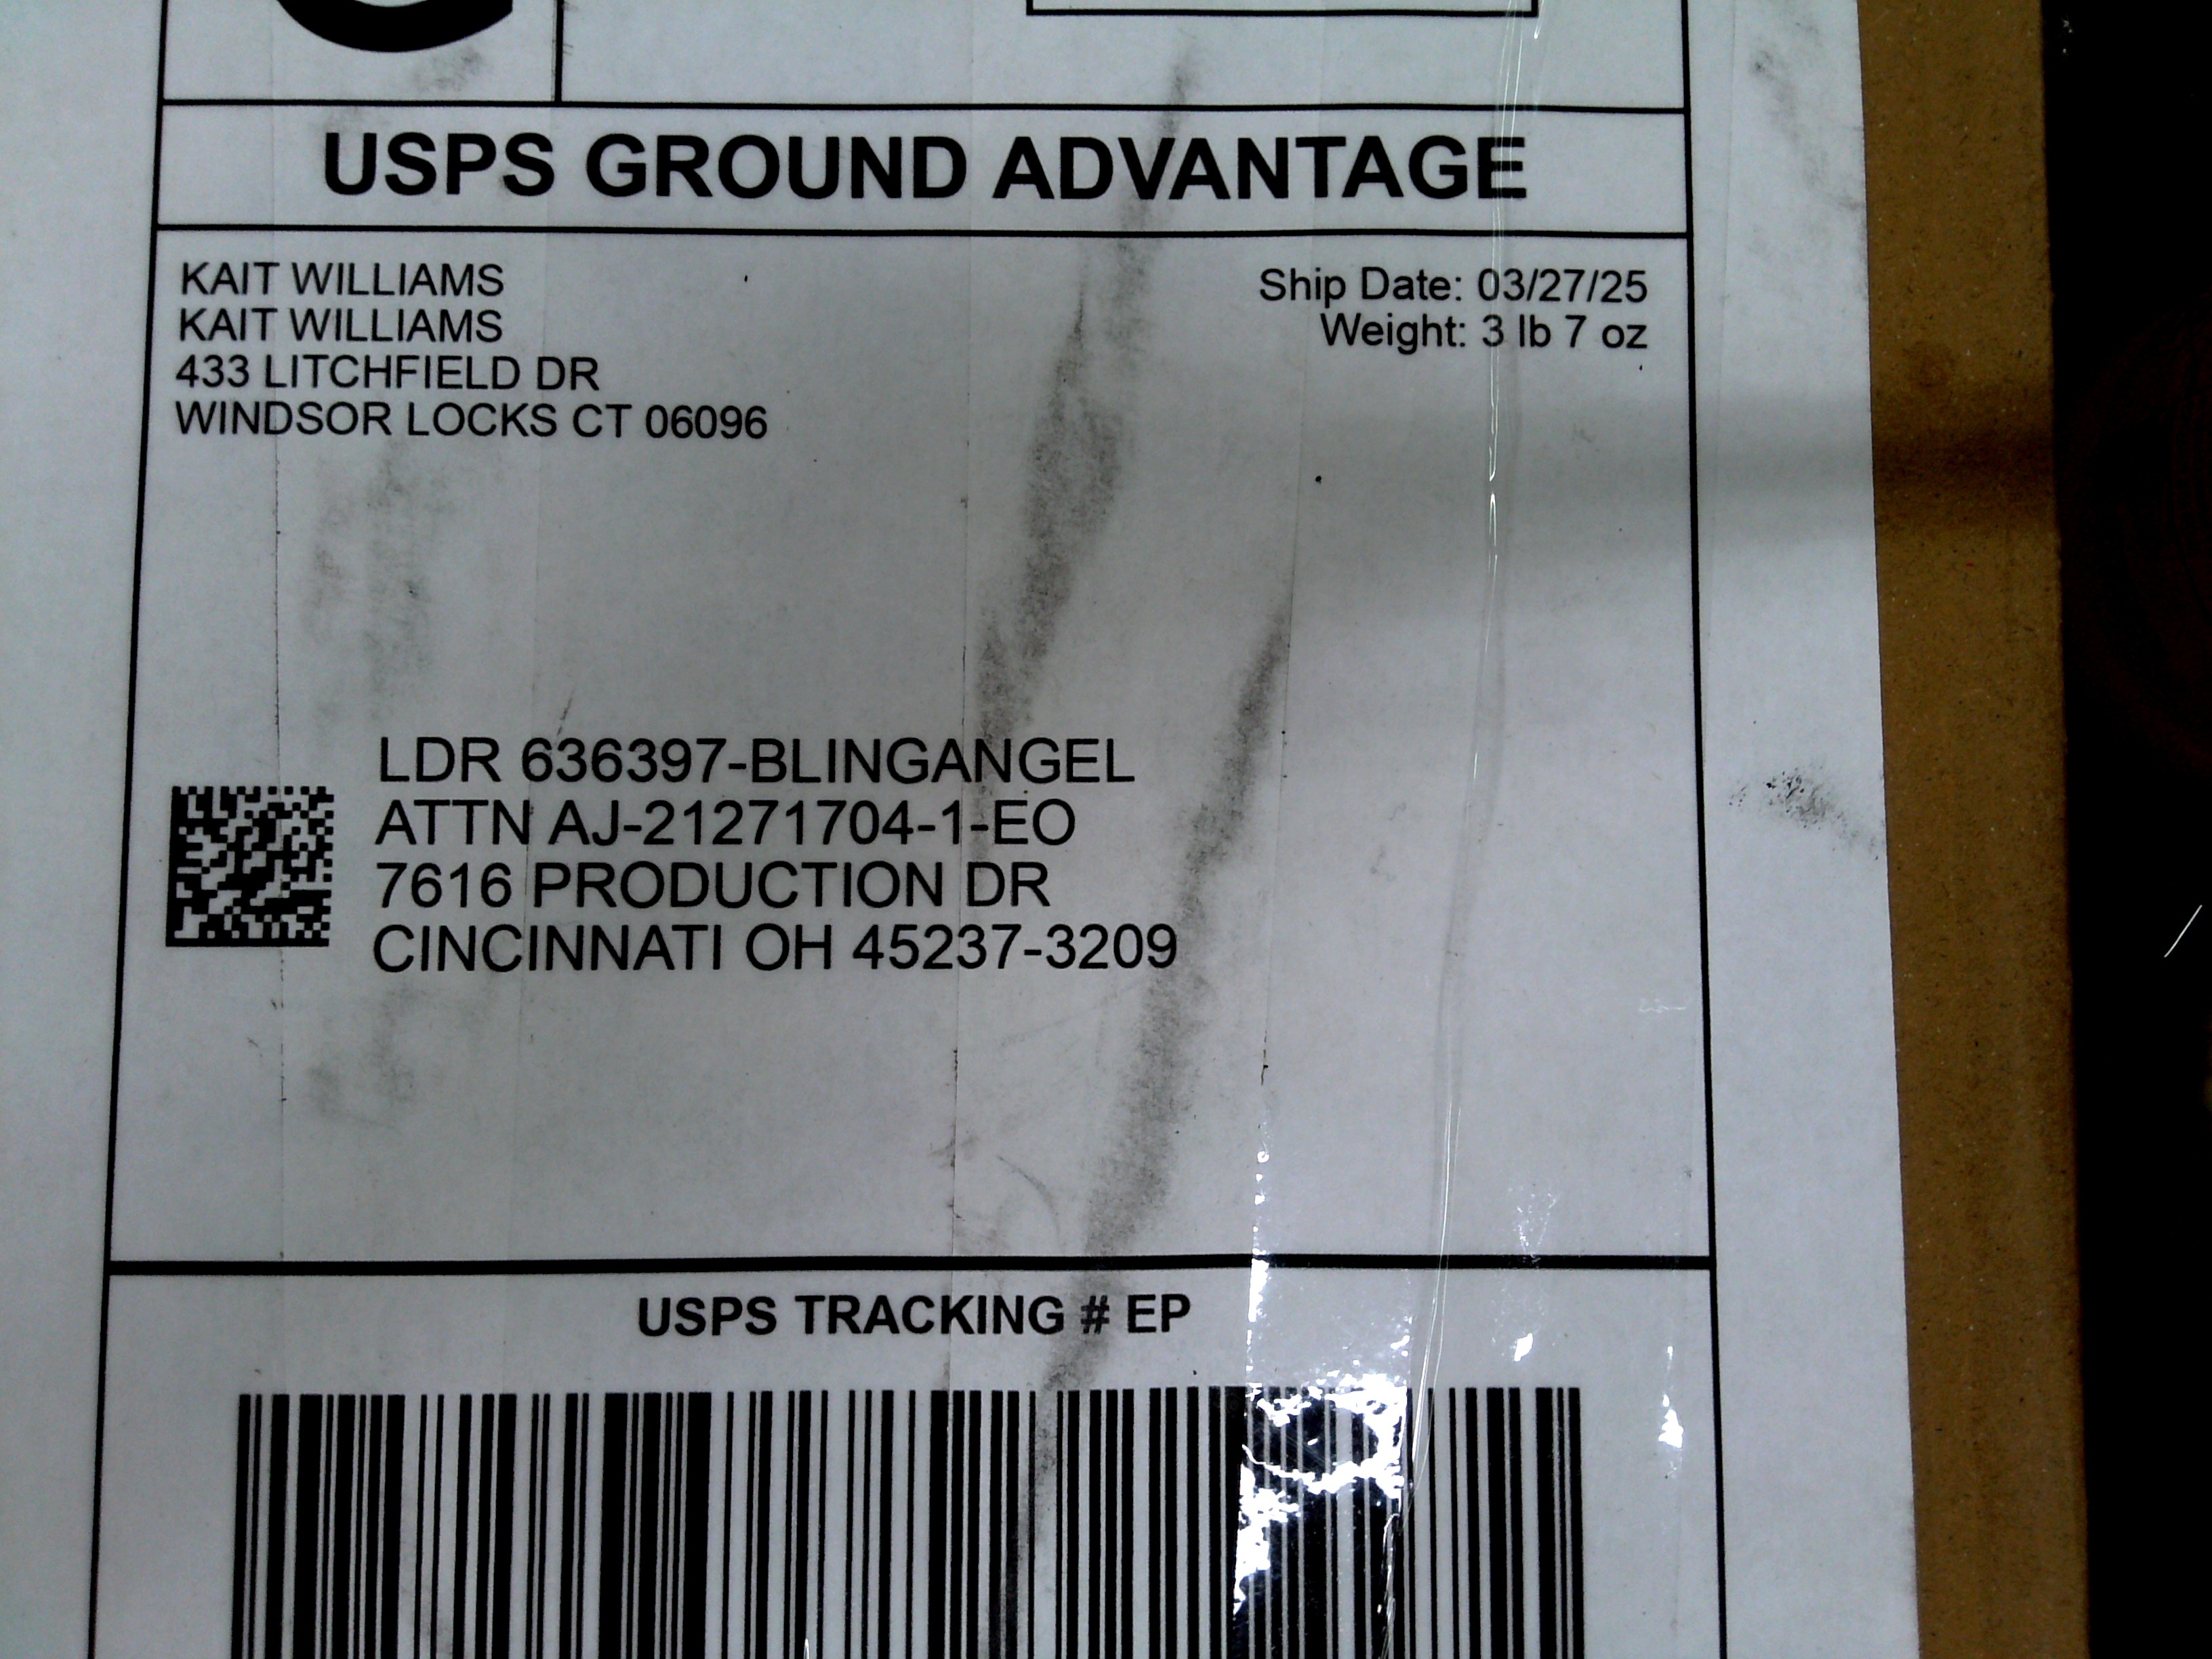 USPS GROUND ADVANTAGE
KAIT WILLIAMS
KAIT WILLIAMS
433 LITCHFIELD DR
WINDSOR LOCKS CT 06096
Ship Date: 03/27/25
Weight: 3 lb 7 oz
LDR 636397-BLINGANGEL
ATTN AJ-21271704-1-EO
7616 PRODUCTION DR
CINCINNATI OH 45237-3209
USPS TRACKING # EP